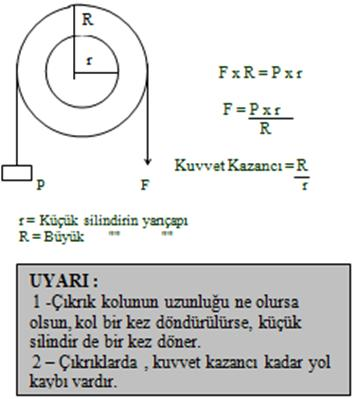 R
r
F x R = P x r
F = P x r
R
Kuvvet Kazancı = R
r
P
F
r = Küçük silindirin yarıçapı
R = Büyük "" ""
UYARI :
1 -Çıkrık kolunun uzunluğu ne olursa
olsun, kol bir kez döndürülürse, küçük
silindir de bir kez döner.
2 – Çıkrıklarda , kuvvet kazancı kadar yol
kaybı vardır.